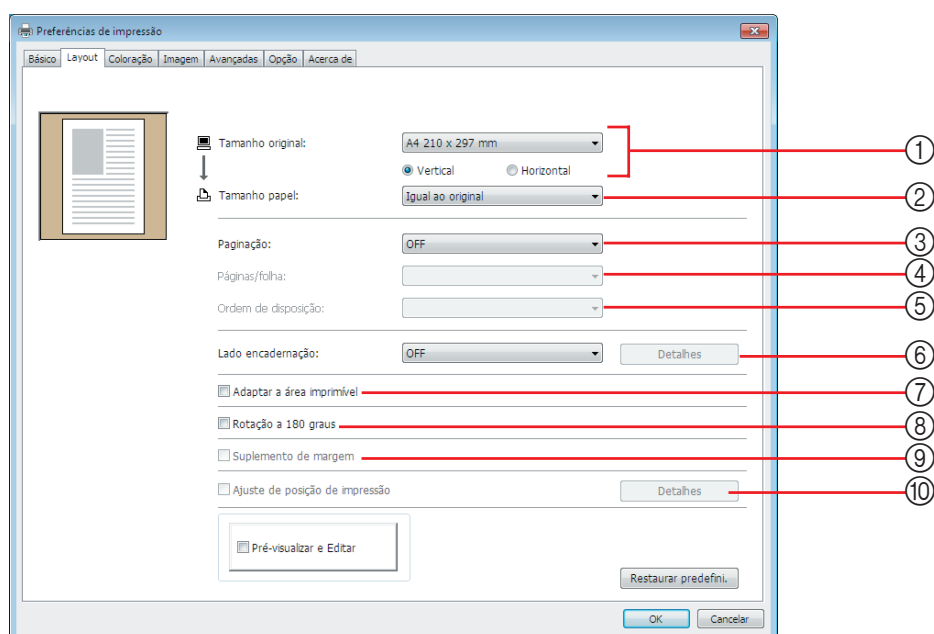 Preferências de impressão
Básico Layout Coloração Imagem Avançadas Opção Acerca de
Tamanho original: A4 210 x 297 mm ①
Vertical Horizontal
Tamanho papel: Igual ao original ②
Paginação: OFF ③
Páginas/folha: ④
Ordem de disposição: ⑤
Lado encadernação: OFF Detalhes ⑥
Adaptar a área imprimível ⑦
Rotação a 180 graus ⑧
Suplemento de margem ⑨
Ajuste de posição de impressão Detalhes ⑩
Pré-visualizar e Editar
Restaurar predefini.
OK Cancelar